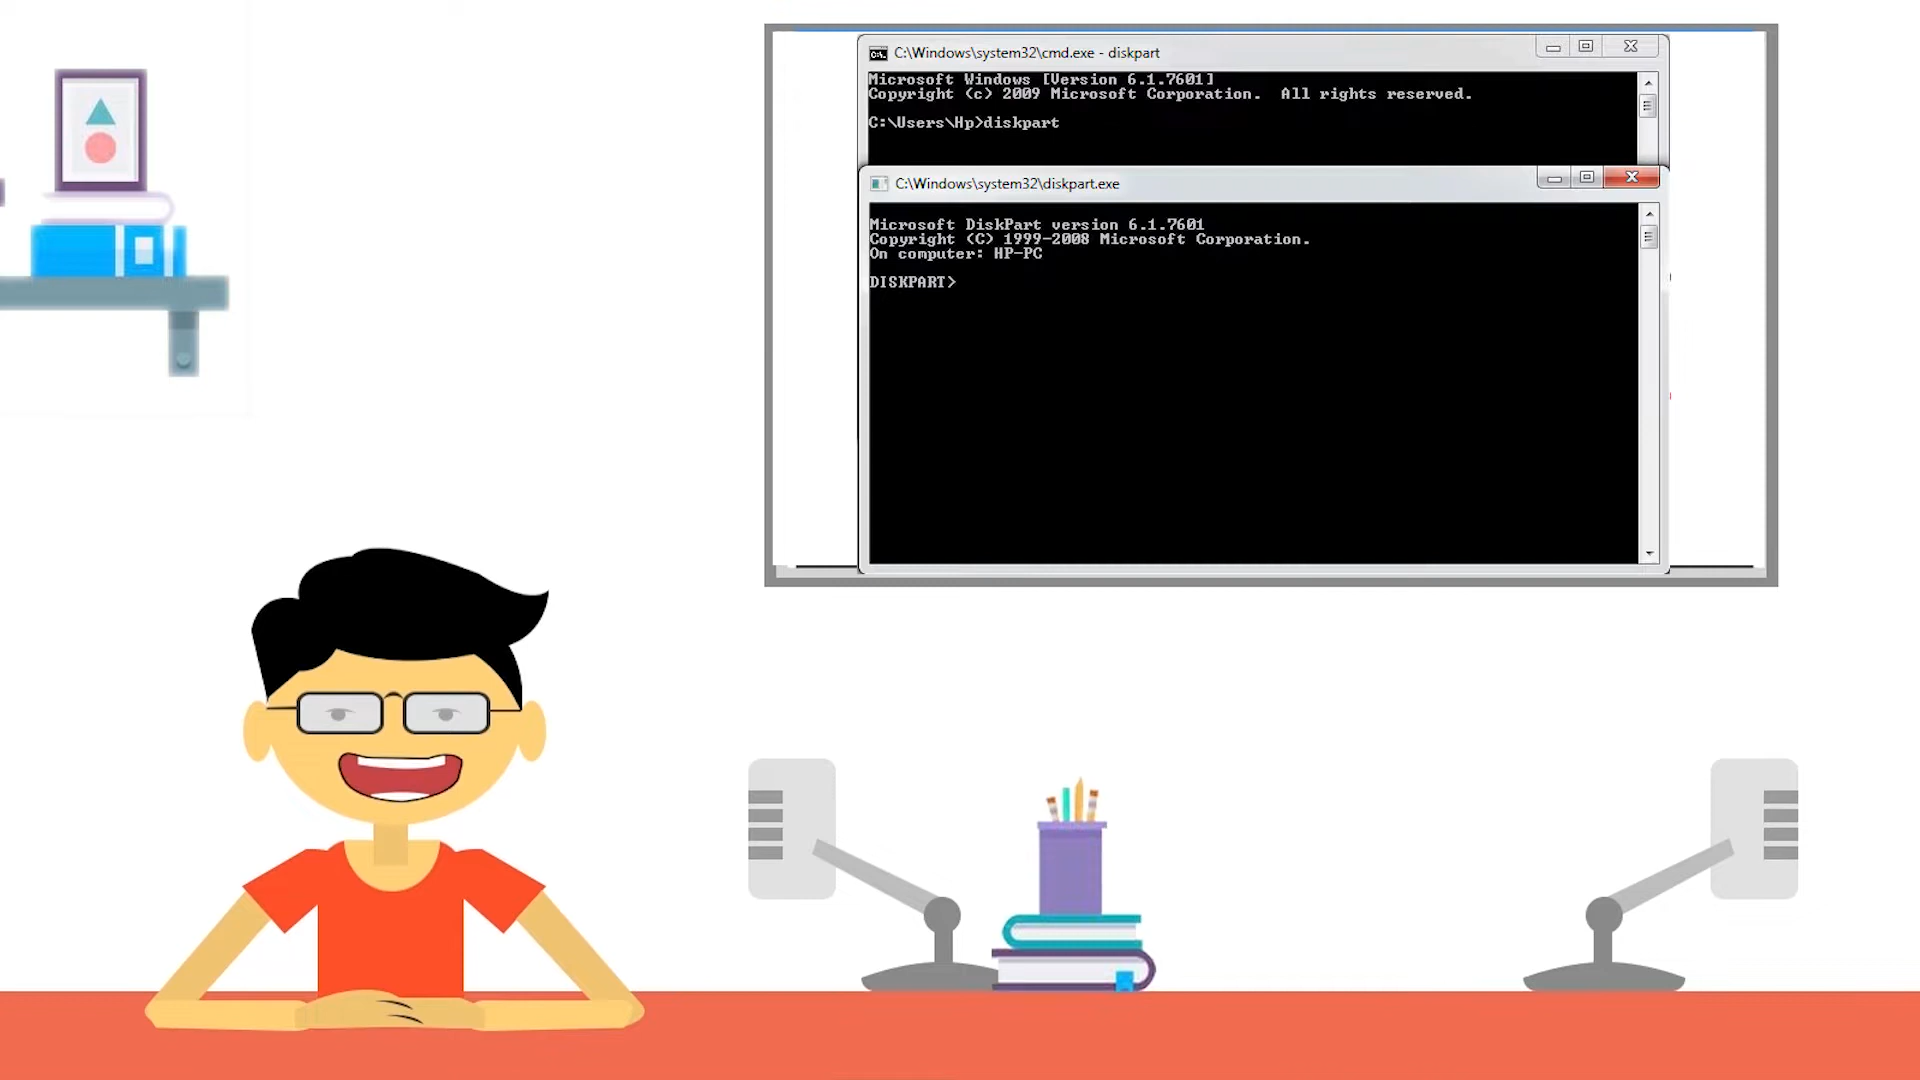 C:\Windows\system32\cmd.exe - diskpart
Microsoft Windows [Version 6.1.7601]
Copyright (c) 2009 Microsoft Corporation.  All rights reserved.
C:\Users\Hp>diskpart
C:\Windows\system32\diskpart.exe
Microsoft DiskPart version 6.1.7601
Copyright (C) 1999-2008 Microsoft Corporation.
On computer: HP-PC
DISKPART>